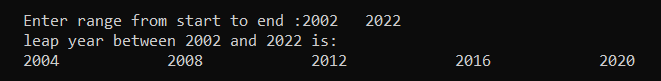 Enter range from start to end :2002   2022
leap year between 2002 and 2022 is:
2004            2008            2012            2016            2020